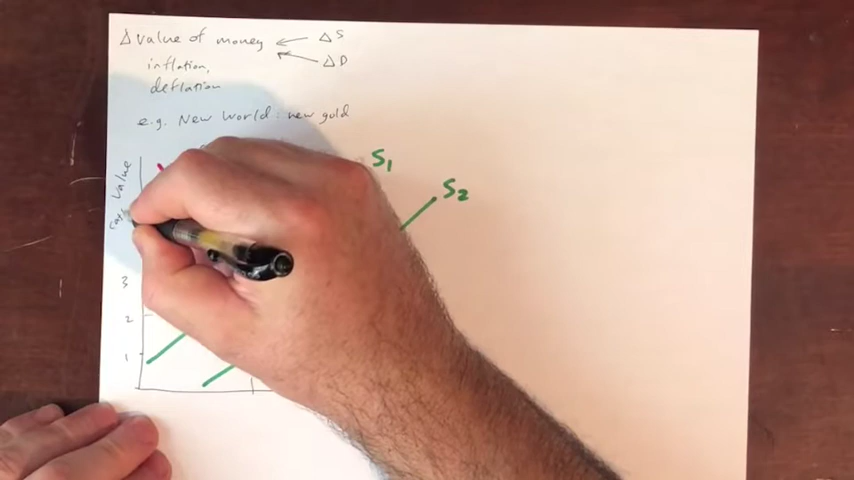 Δ value of money ← ΔS
← ΔD
inflation,
deflation
e.g. New World: new gold
S1
S2
Value
3
2
1